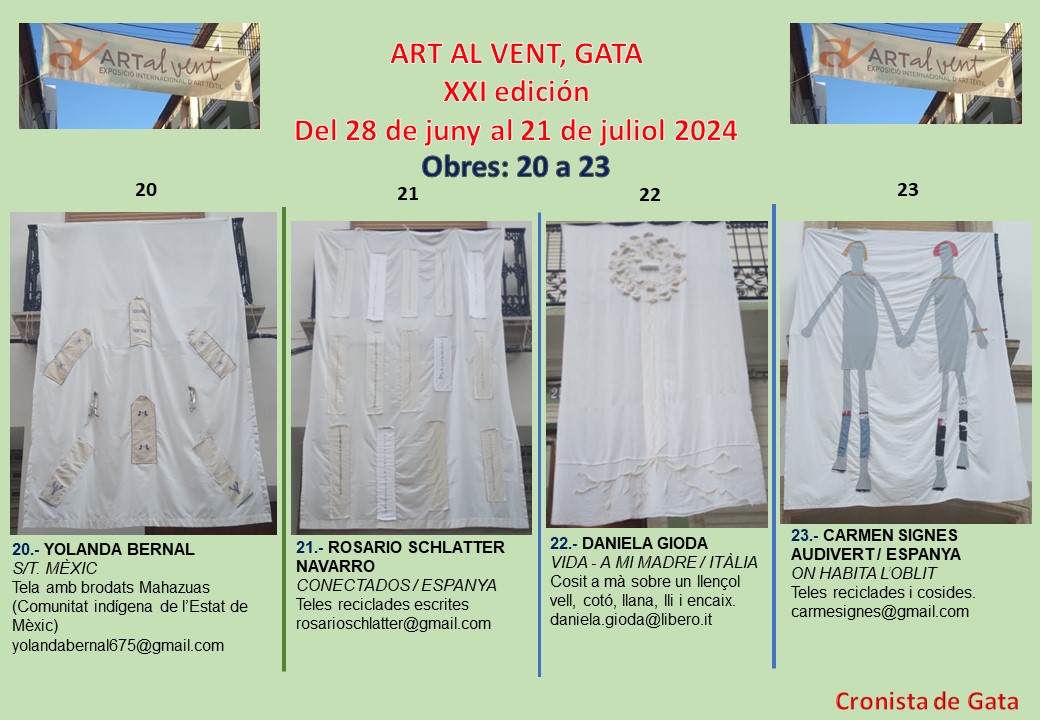 ARTal vent
EXPOSICIÓ INTERNACIONAL D'ART TÈXTIL
ARTal vent
EXPOSICIÓ INTERNACIONAL D'ART TÈXTIL
ART AL VENT, GATA
XXI edición
Del 28 de juny al 21 de juliol 2024
Obres: 20 a 23
20
21
22
23
20.- YOLANDA BERNAL
S/T. MÈXIC
Tela amb brodats Mahazuas
(Comunitat indígena de l'Estat de
Mèxic)
yolandabernal675@gmail.com
21.- ROSARIO SCHLATTER
NAVARRO
CONECTADOS / ESPANYA
Teles reciclades escrites
rosarioschlatter@gmail.com
22.- DANIELA GIODA
VIDA - A MI MADRE / ITÀLIA
Cosit a mà sobre un llençol
vell, cotó, llana, lli i encaix.
daniela.gioda@libero.it
23.- CARMEN SIGNES
AUDIVERT / ESPANYA
ON HABITA L'OBLIT
Teles reciclades i cosides.
carmesignes@gmail.com
Cronista de Gata